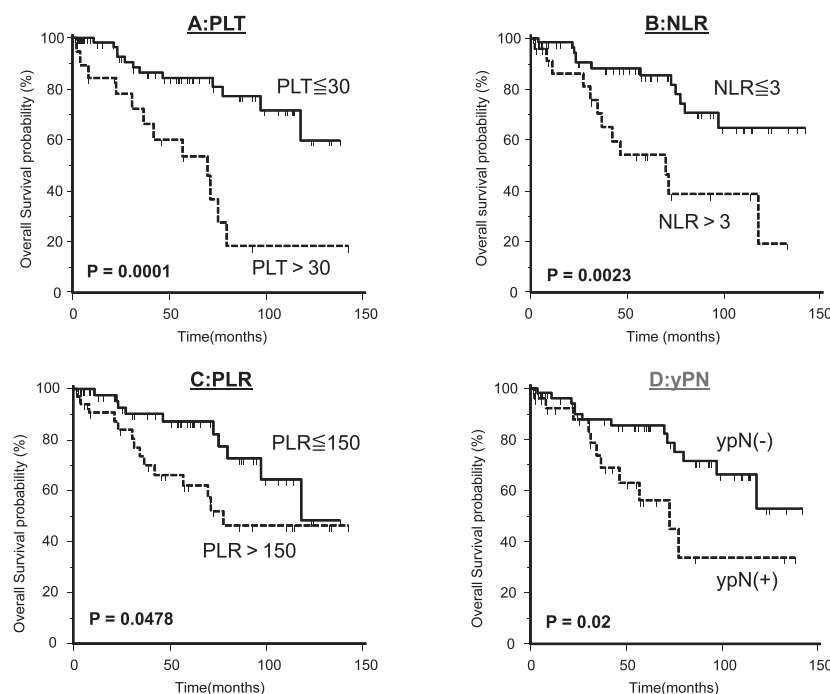 A:PLT
Overall Survival probability (%)
100
80
60
40
20
0
PLT≦30
PLT > 30
P = 0.0001
0 50 100 150
Time(months)
B:NLR
Overall Survival probability (%)
100
80
60
40
20
0
NLR≦3
NLR > 3
P = 0.0023
0 50 100 150
Time (months)
C:PLR
Overall Survival probability (%)
100
80
60
40
20
0
PLR≦150
PLR > 150
P = 0.0478
0 50 100 150
Time(months)
D:yPN
Overall Survival probability (%)
100
80
60
40
20
0
ypN(-)
ypN(+)
P = 0.02
0 50 100 150
Time(months)